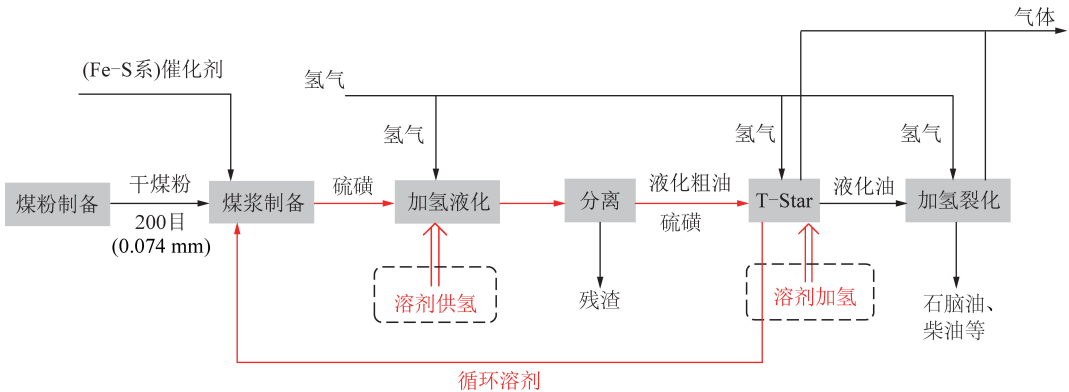 气体
(Fe-S系)催化剂
氢气
氢气
氢气
氢气
煤粉制备
干煤粉
200目
(0.074 mm)
煤浆制备
硫磺
加氢液化
分离
液化粗油
硫磺
T-Star
液化油
加氢裂化
溶剂供氢
残渣
溶剂加氢
石脑油、
柴油等
循环溶剂